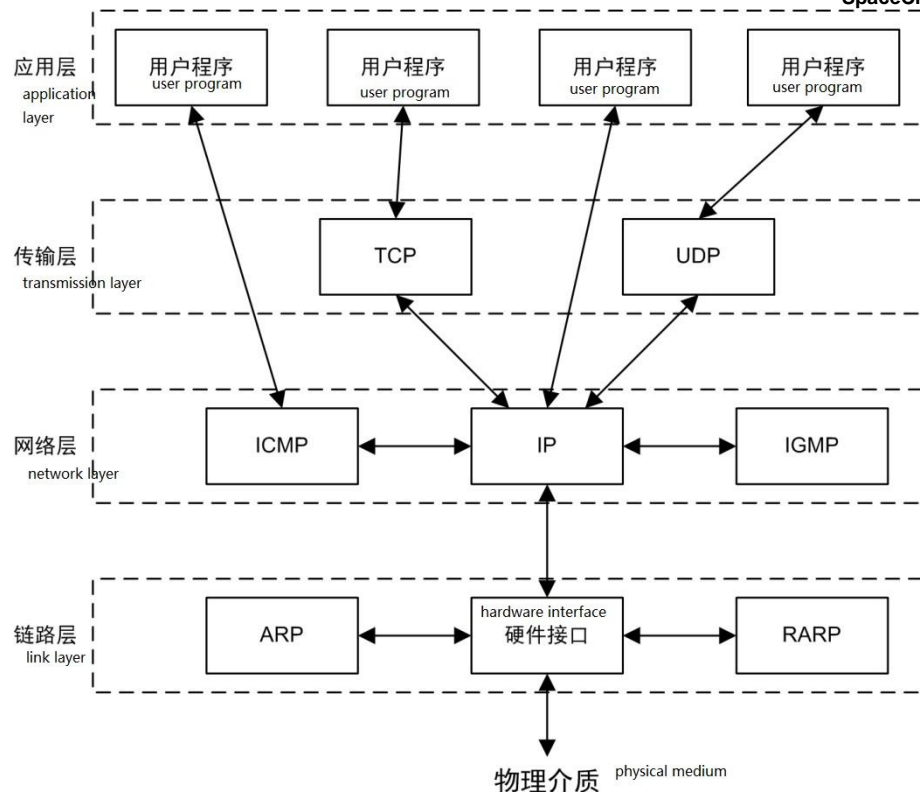 应用层
application
layer
用户程序
user program
用户程序
user program
用户程序
user program
用户程序
user program
传输层
transmission layer
TCP
UDP
网络层
network layer
ICMP
IP
IGMP
链路层
link layer
ARP
hardware interface
硬件接口
RARP
物理介质
physical medium